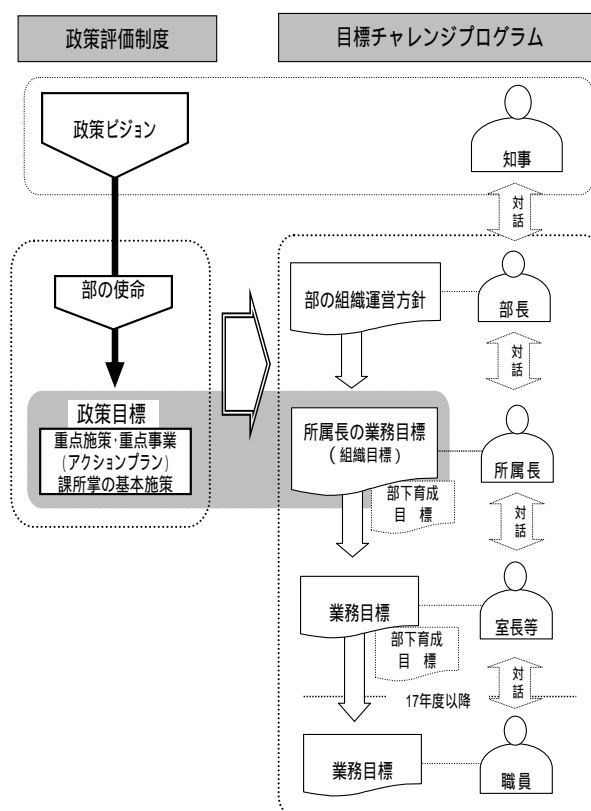 政策評価制度
目標チャレンジプログラム
政策ビジョン
知事
対話
部の使命
部の組織運営方針
部長
対話
政策目標
重点施策・重点事業
(アクションプラン)
課所掌の基本施策
所属長の業務目標
(組織目標)
所属長
部下育成
目　標
対話
業務目標
室長等
部下育成
目　標
対話
17年度以降
業務目標
職員